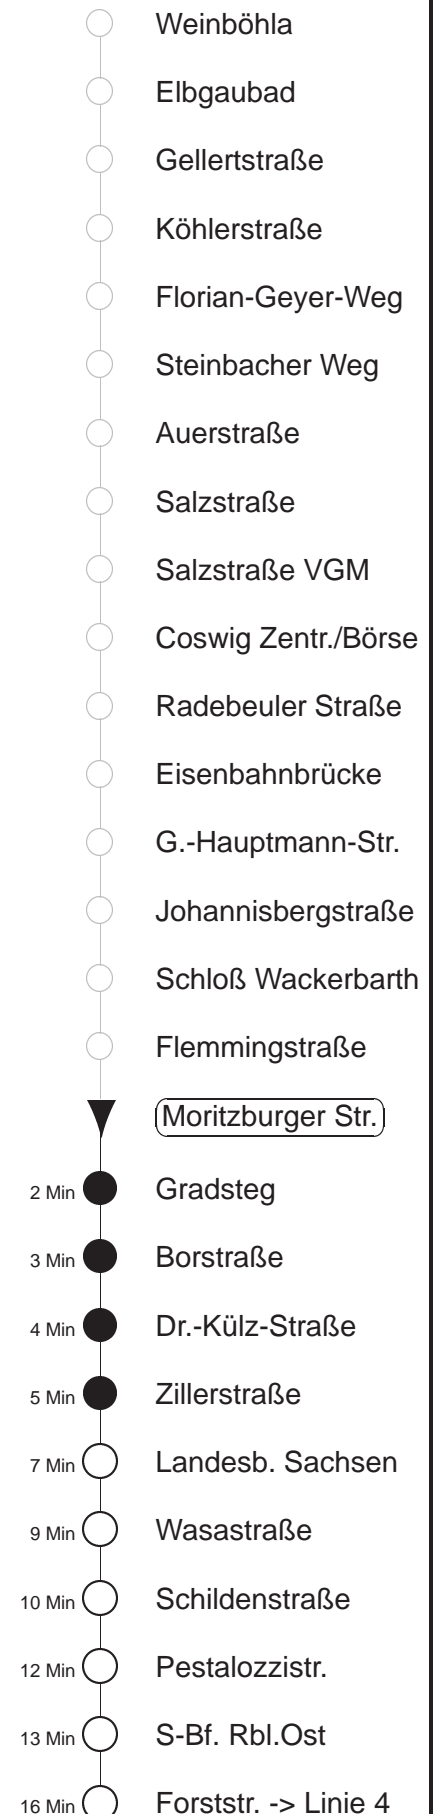 Weinböhla
Elbgaubad
Gellertstraße
Köhlerstraße
Florian-Geyer-Weg
Steinbacher Weg
Auerstraße
Salzstraße
Salzstraße VGM
Coswig Zentr./Börse
Radebeuler Straße
Eisenbahnbrücke
G.-Hauptmann-Str.
Johannisbergstraße
Schloß Wackerbarth
Flemmingstraße
Moritzburger Str.
2 Min Gradsteg
3 Min Borstraße
4 Min Dr.-Külz-Straße
5 Min Zillerstraße
7 Min Landesb. Sachsen
9 Min Wasastraße
10 Min Schildenstraße
12 Min Pestalozzistr.
13 Min S-Bf. Rbl.Ost
16 Min Forststr. -> Linie 4